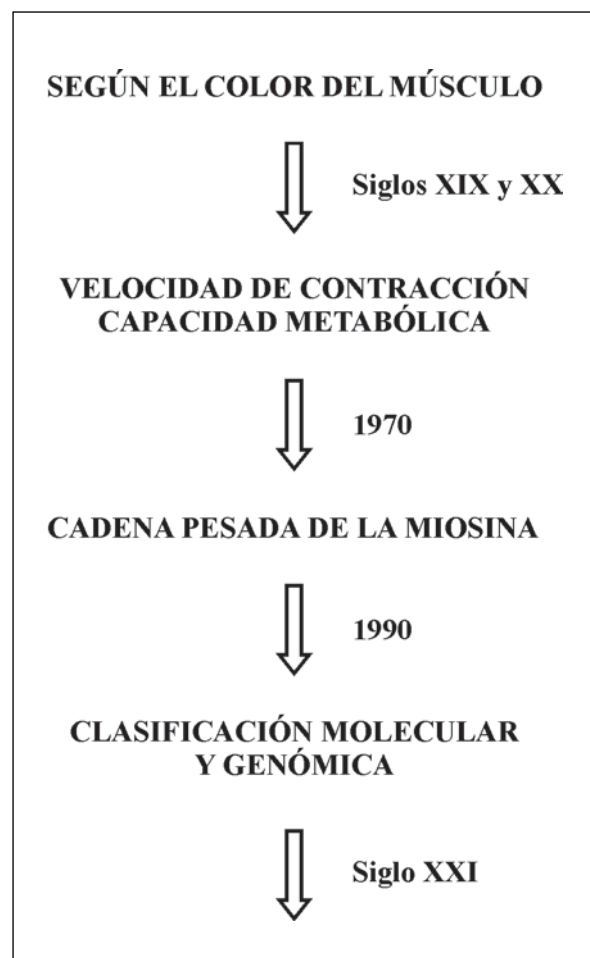 SEGÚN EL COLOR DEL MÚSCULO
Siglos XIX y XX
VELOCIDAD DE CONTRACCIÓN
CAPACIDAD METABÓLICA
1970
CADENA PESADA DE LA MIOSINA
1990
CLASIFICACIÓN MOLECULAR
Y GENÓMICA
Siglo XXI